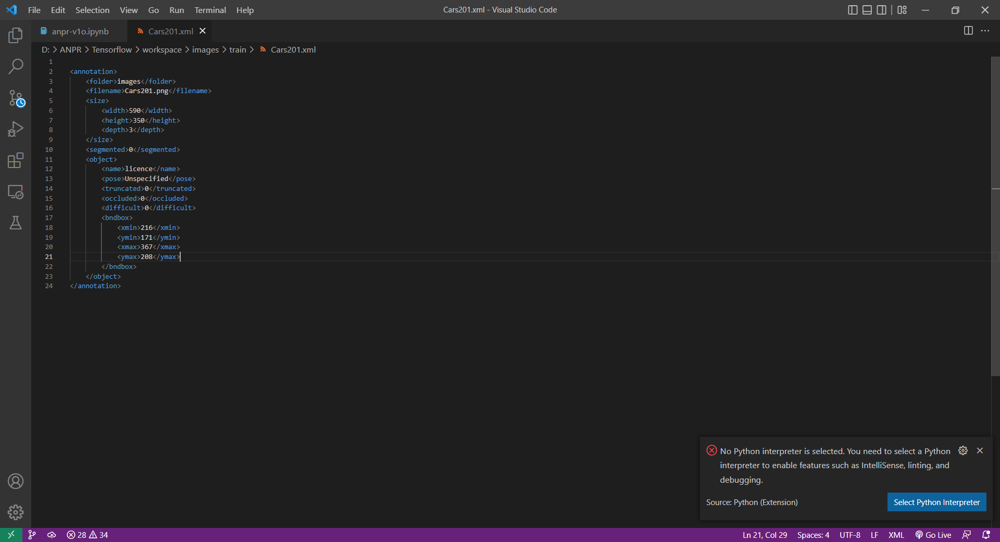 File Edit Selection View Go Run Terminal Help
Cars201.xml - Visual Studio Code
anpr-v1o.ipynb
Cars201.xml
D: > ANPR > Tensorflow > workspace > images > train > Cars201.xml
1
2 <annotation>
3 <folder>images</folder>
4 <filename>Cars201.png</filename>
5 <size>
6 <width>590</width>
7 <height>350</height>
8 <depth>3</depth>
9 </size>
10 <segmented>0</segmented>
11 <object>
12 <name>licence</name>
13 <pose>Unspecified</pose>
14 <truncated>0</truncated>
15 <occluded>0</occluded>
16 <difficult>0</difficult>
17 <bndbox>
18 <xmin>216</xmin>
19 <ymin>171</ymin>
20 <xmax>367</xmax>
21 <ymax>208</ymax>
22 </bndbox>
23 </object>
24 </annotation>
No Python interpreter is selected. You need to select a Python
interpreter to enable features such as IntelliSense, linting, and
debugging.
Source: Python (Extension)
Select Python Interpreter
28 34
Ln 21, Col 29 Spaces: 4 UTF-8 LF XML Go Live